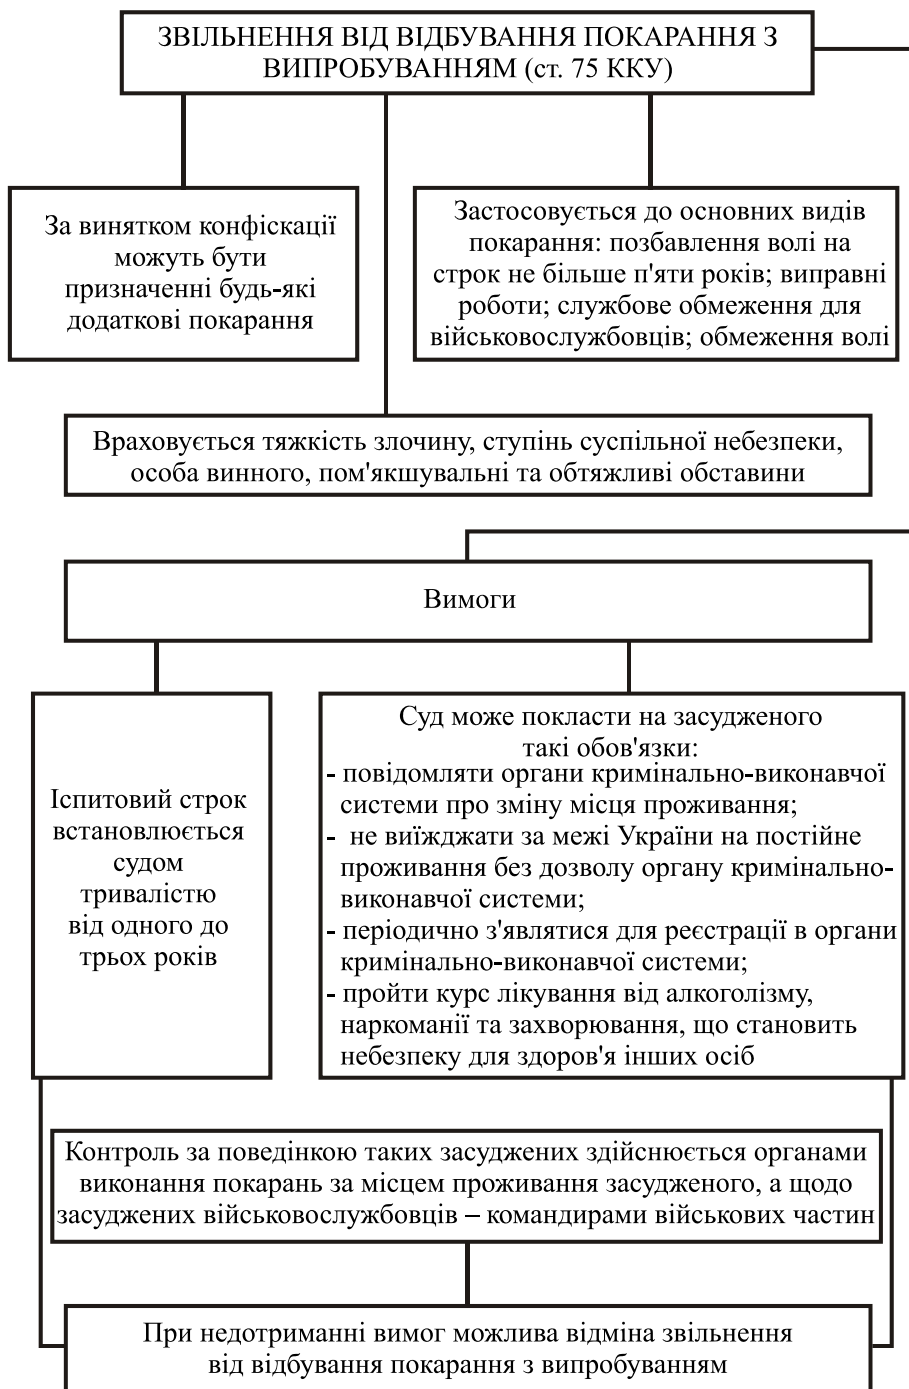 ЗВІЛЬНЕННЯ ВІД ВІДБУВАННЯ ПОКАРАННЯ З
ВИПРОБУВАННЯМ (ст. 75 ККУ)
За винятком конфіскації
можуть бути
призначенні будь-які
додаткові покарання
Застосовується до основних видів
покарання: позбавлення волі на
строк не більше п'яти років; виправні
роботи; службове обмеження для
військовослужбовців; обмеження волі
Враховується тяжкість злочину, ступінь суспільної небезпеки,
особа винного, пом'якшувальні та обтяжливі обставини
Вимоги
Іспитовий строк
встановлюється
судом
тривалістю
від одного до
трьох років
Суд може покласти на засудженого
такі обов'язки:
- повідомляти органи кримінально-виконавчої
системи про зміну місця проживання;
- не виїжджати за межі України на постійне
проживання без дозволу органу кримінально-
виконавчої системи;
- періодично з'являтися для реєстрації в органи
кримінально-виконавчої системи;
- пройти курс лікування від алкоголізму,
наркоманії та захворювання, що становить
небезпеку для здоров'я інших осіб
Контроль за поведінкою таких засуджених здійснюється органами
виконання покарань за місцем проживання засудженого, а щодо
засуджених військовослужбовців – командирами військових частин
При недотриманні вимог можлива відміна звільнення
від відбування покарання з випробуванням